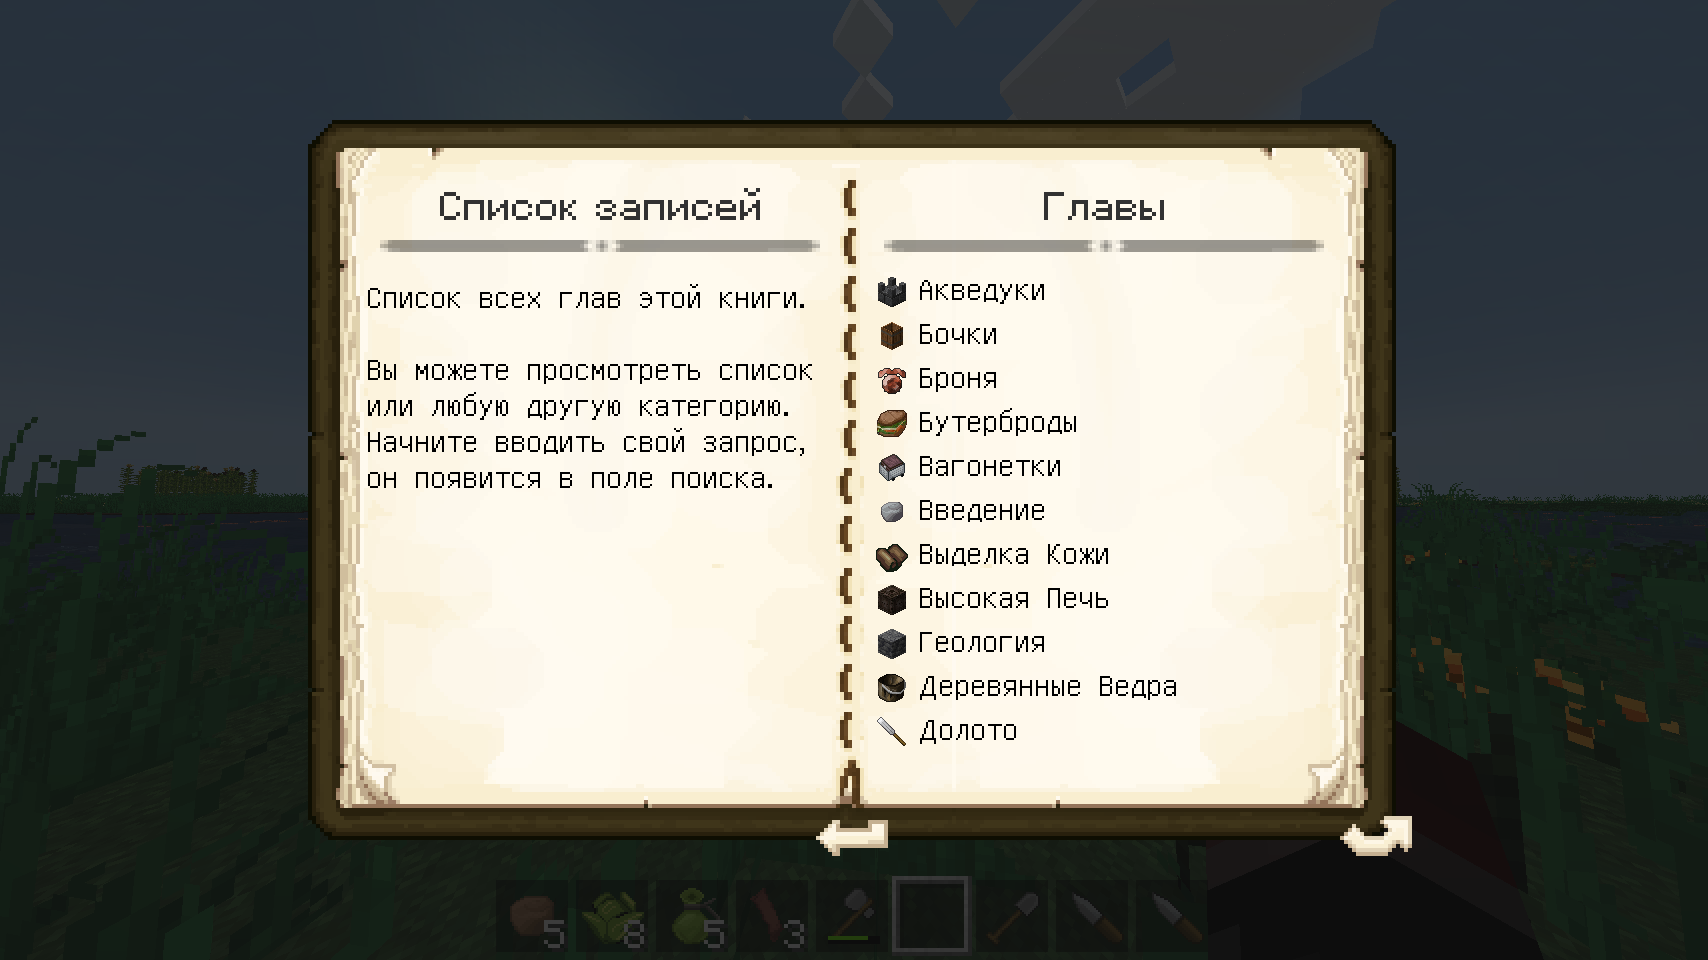 Список записей
Список всех глав этой книги.
Вы можете просмотреть список
или любую другую категорию.
Начните вводить свой запрос,
он появится в поле поиска.
Главы
Акведуки
Бочки
Броня
Бутерброды
Вагонетки
Введение
Выделка Кожи
Высокая Печь
Геология
Деревянные Ведра
Долото
5
8
5
3